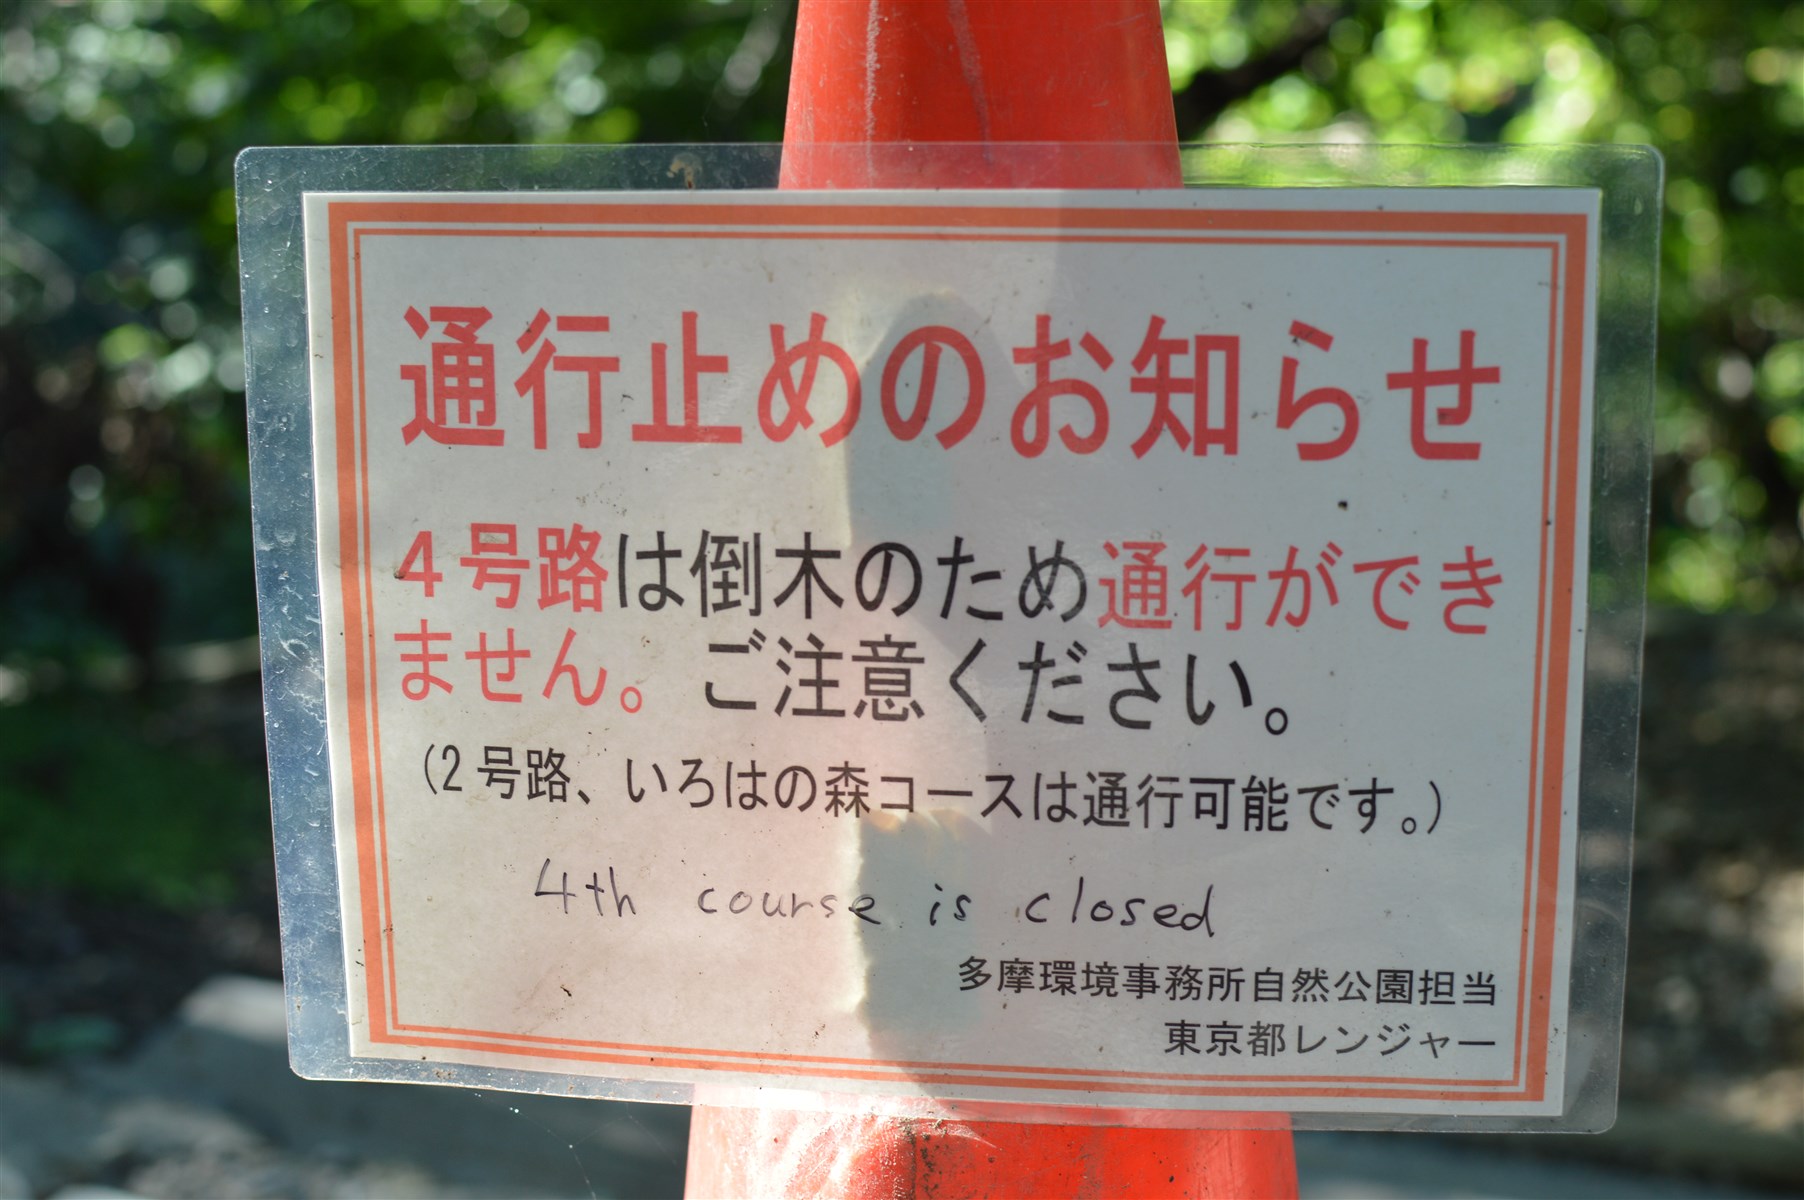 通行止めのお知らせ
４号路は倒木のため通行ができ
ません。ご注意ください。
（2号路、いろはの森コースは通行可能です。）
4th course is closed
多摩環境事務所自然公園担当
東京都レンジャー